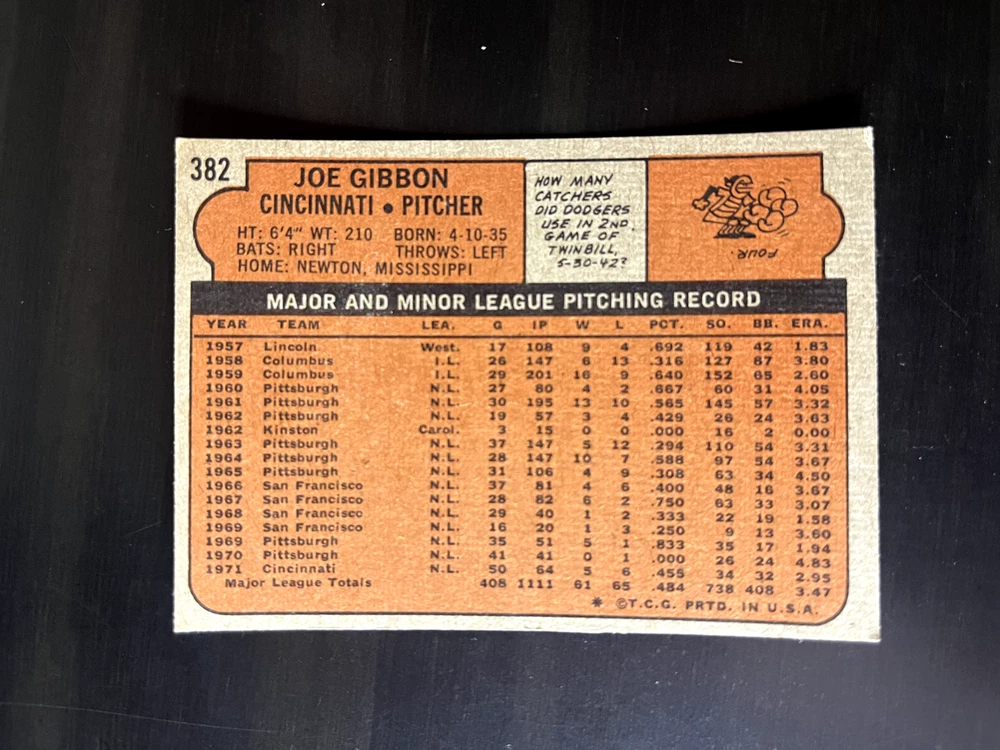 382
JOE GIBBON
CINCINNATI • PITCHER
HT: 6'4" WT: 210 BORN: 4-10-35
BATS: RIGHT THROWS: LEFT
HOME: NEWTON, MISSISSIPPI
HOW MANY
CATCHERS
DID DODGERS
USE IN 2ND
GAME OF
TWINBILL,
5-30-42?
FOUR.
MAJOR AND MINOR LEAGUE PITCHING RECORD
YEAR TEAM LEA. G IP W L PCT. SO. BB. ERA.
1957 Lincoln West. 17 108 9 4 .692 119 42 1.83
1958 Columbus I.L. 26 147 6 13 .316 127 87 3.80
1959 Columbus I.L. 29 201 16 9 .640 152 65 2.60
1960 Pittsburgh N.L. 27 80 4 2 .667 60 31 4.05
1961 Pittsburgh N.L. 30 195 13 10 .565 145 57 3.32
1962 Pittsburgh N.L. 19 57 3 4 .429 26 24 3.63
1962 Kinston Carol. 3 15 0 0 .000 16 2 0.00
1963 Pittsburgh N.L. 37 147 5 12 .294 110 54 3.31
1964 Pittsburgh N.L. 28 147 10 7 .588 97 54 3.67
1965 Pittsburgh N.L. 31 106 4 9 .308 63 34 4.50
1966 San Francisco N.L. 37 81 4 6 .400 48 16 3.67
1967 San Francisco N.L. 28 82 6 2 .750 63 33 3.07
1968 San Francisco N.L. 29 40 1 2 .333 22 19 1.58
1969 San Francisco N.L. 16 20 1 3 .250 9 13 3.60
1969 Pittsburgh N.L. 35 51 5 1 .833 35 17 1.94
1970 Pittsburgh N.L. 41 41 0 1 .000 26 24 4.83
1971 Cincinnati N.L. 50 64 5 6 .455 34 32 2.95
Major League Totals 408 1111 61 65 .484 738 408 3.47
* ©T.C.G. PRTD. IN U.S.A.